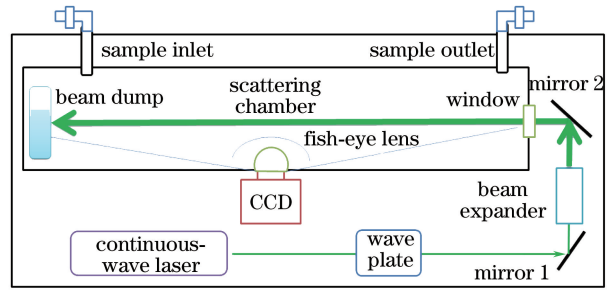 sample inlet
sample outlet
beam dump
scattering
chamber
window
mirror 2
fish-eye lens
CCD
beam
expander
continuous-
wave laser
wave
plate
mirror 1